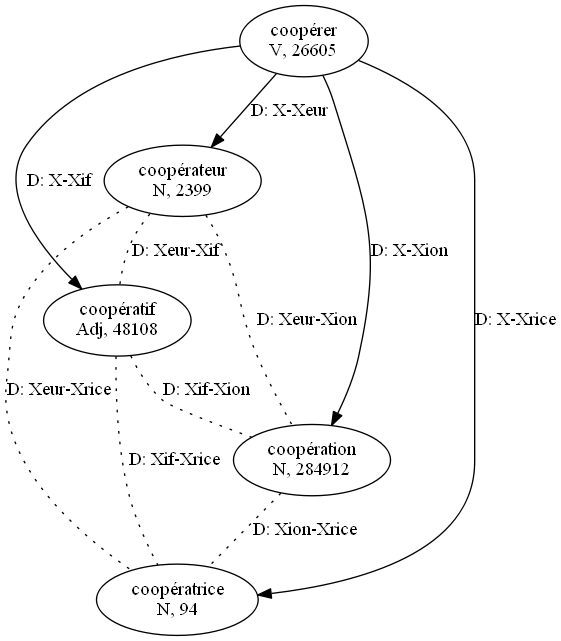 coopérer
V, 26605
D: X-Xeur
coopérateur
N, 2399
D: X-Xif
D: Xeur-Xif
D: X-Xion
coopératif
Adj, 48108
D: Xeur-Xion
D: X-Xrice
D: Xeur-Xrice
D: Xif-Xion
D: Xif-Xrice
coopération
N, 284912
D: Xion-Xrice
coopératrice
N, 94